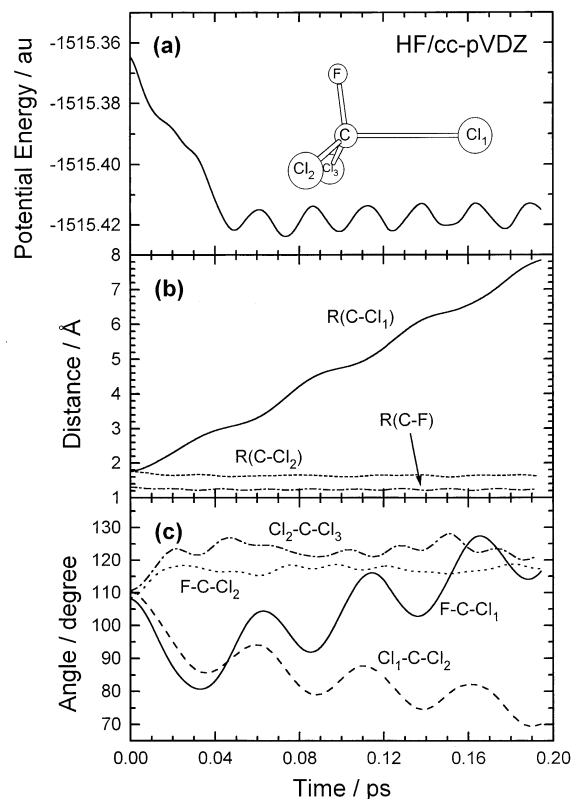 (a)
HF/cc-pVDZ
Potential Energy / au
-1515.36
-1515.38
-1515.40
-1515.42
F
C
Cl1
Cl2
Cl3
(b)
Distance / Å
8
7
6
5
4
3
2
1
R(C-Cl1)
R(C-F)
R(C-Cl2)
(c)
Angle / degree
130
120
110
100
90
80
70
Cl2-C-Cl3
F-C-Cl2
F-C-Cl1
Cl1-C-Cl2
0.00
0.04
0.08
0.12
0.16
0.20
Time / ps